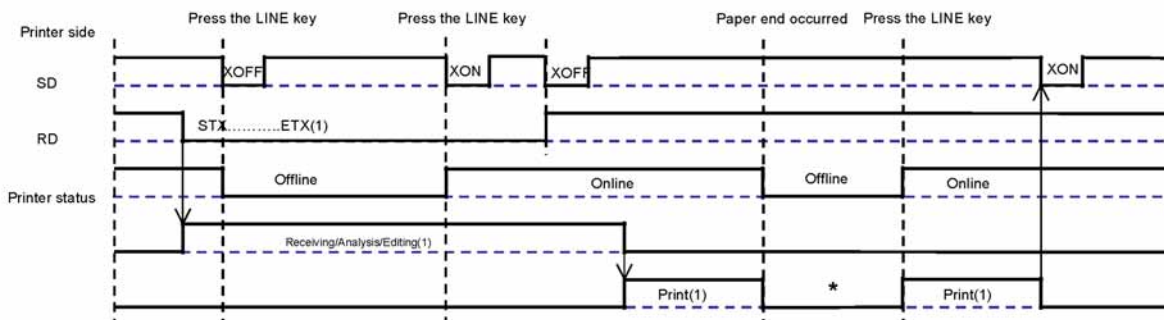 Press the LINE key Press the LINE key Paper end occurred Press the LINE key
Printer side
XOFF XON XOFF XON
SD
STX...........ETX(1)
RD
Offline Online Offline Online
Printer status
Receiving/Analysis/Editing(1)
Print(1) * Print(1)